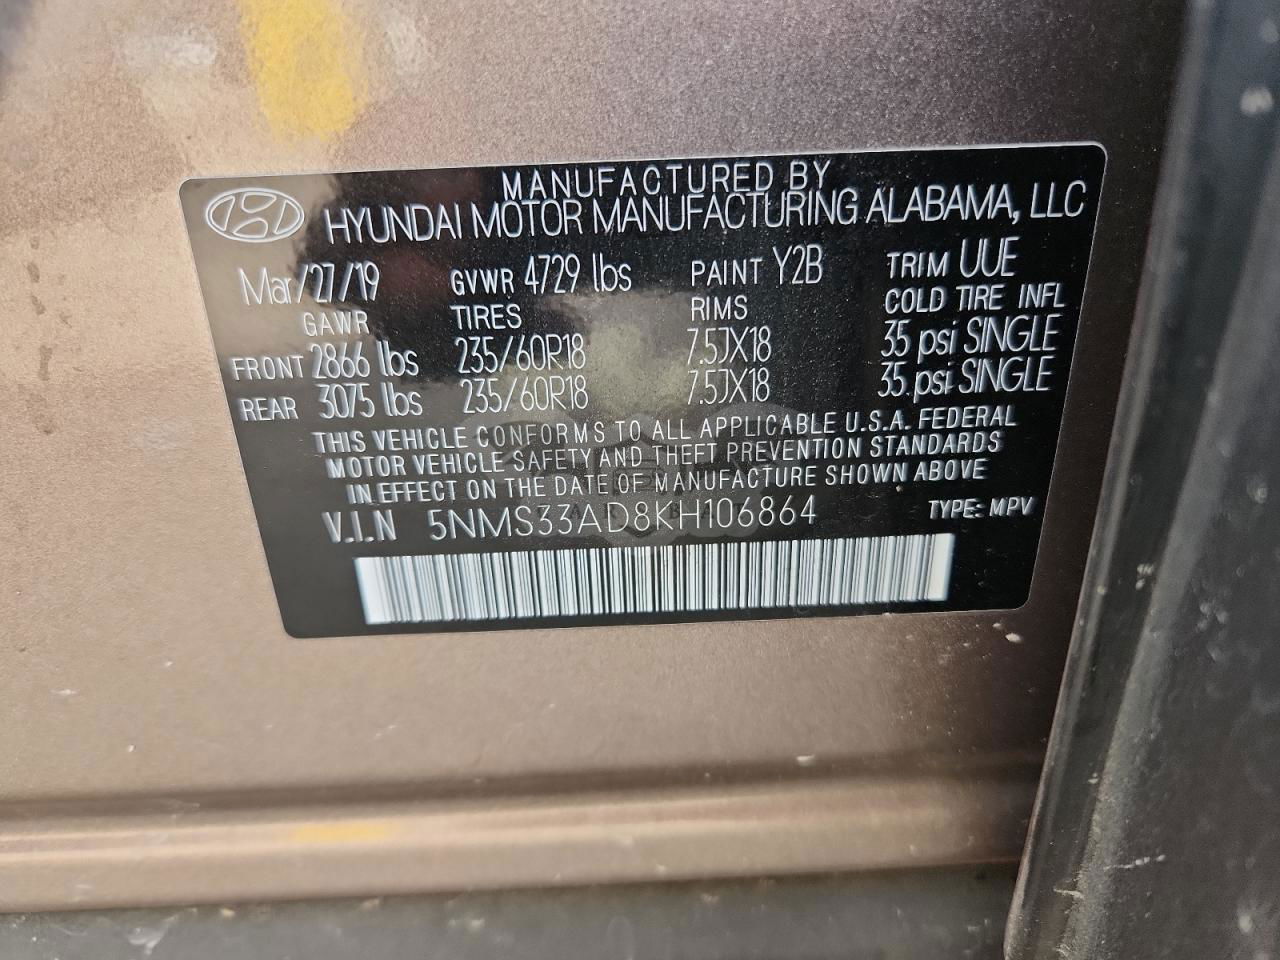 MANUFACTURED BY
HYUNDAI MOTOR MANUFACTURING ALABAMA, LLC
Mar/27/19 GVWR 4729 lbs PAINT Y2B TRIM UUE
GAWR TIRES RIMS COLD TIRE INFL
FRONT 2866 lbs 235/60R18 7.5JX18 35 psi SINGLE
REAR 3075 lbs 235/60R18 7.5JX18 35 psi SINGLE
THIS VEHICLE CONFORMS TO ALL APPLICABLE U.S.A. FEDERAL
MOTOR VEHICLE SAFETY AND THEFT PREVENTION STANDARDS
IN EFFECT ON THE DATE OF MANUFACTURE SHOWN ABOVE
V.I.N 5NMS33AD8KH106864 TYPE: MPV